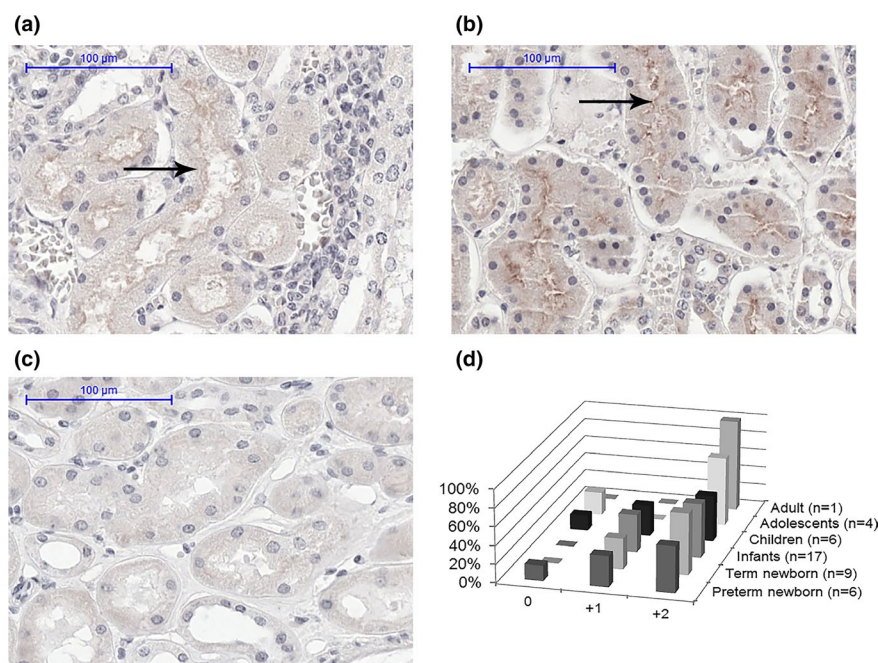 (a)
(b)
100 µm
100 µm
(c)
(d)
100 µm
100%
80%
60%
40%
20%
0%
0
+1
+2
Adult (n=1)
Adolescents (n=4)
Children (n=6)
Infants (n=17)
Term newborn (n=9)
Preterm newborn (n=6)